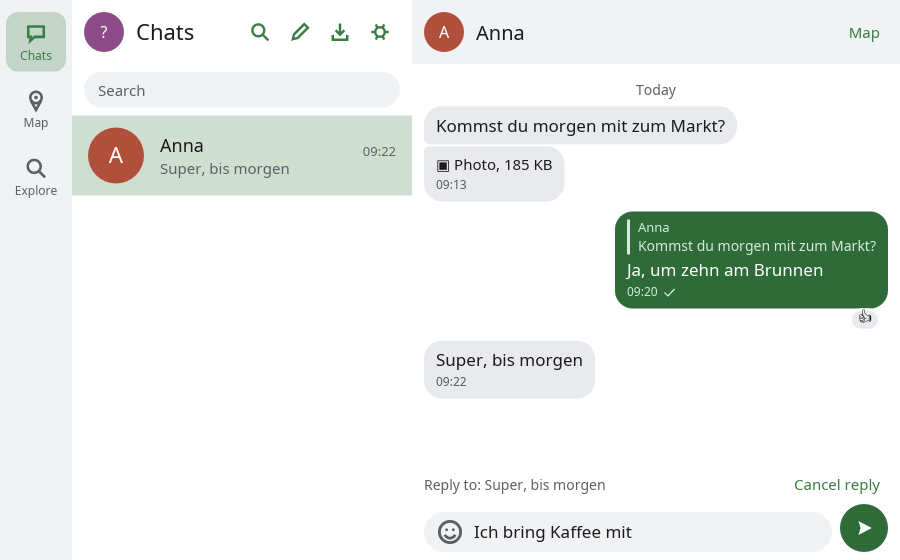 Chats
Map
Explore
?
Chats
Search
A
Anna
09:22
Super, bis morgen
A
Anna
Map
Today
Kommst du morgen mit zum Markt?
▣ Photo, 185 KB
09:13
Anna
Kommst du morgen mit zum Markt?
Ja, um zehn am Brunnen
09:20 ✓
👍
Super, bis morgen
09:22
Reply to: Super, bis morgen
Cancel reply
Ich bring Kaffee mit